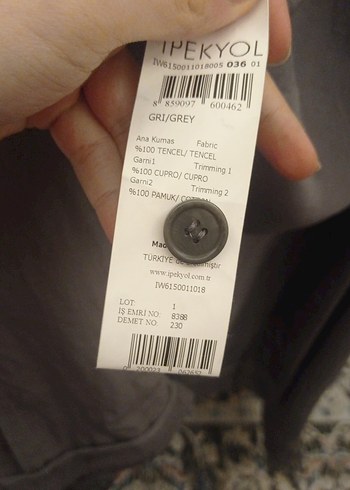 IPEKYOL
IW6150011018005 036 01
8 859097 600462
GRI/GREY
Ana Kumas Fabric
%100 TENCEL/ TENCEL
Garni1 Trimming 1
%100 CUPRO/ CUPRO
Garni2 Trimming 2
%100 PAMUK/
TÜRKİYE
www.ipekyol.com.tr
IW6150011018
LOT: 1
İŞ EMRİ NO: 8388
DEMET NO: 230